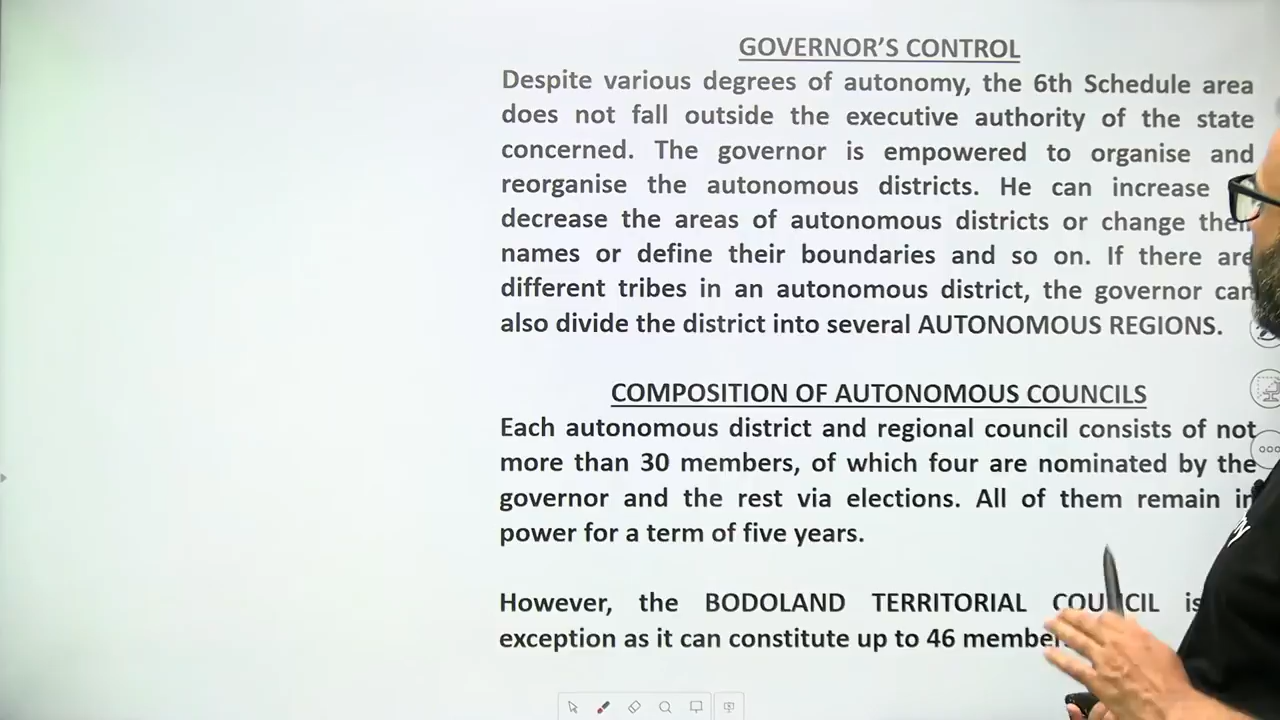 GOVERNOR'S CONTROL
Despite various degrees of autonomy, the 6th Schedule area
does not fall outside the executive authority of the state
concerned. The governor is empowered to organise and
reorganise the autonomous districts. He can increase
decrease the areas of autonomous districts or change
names or define their boundaries and so on. If there are
different tribes in an autonomous district, the governor can
also divide the district into several AUTONOMOUS REGIONS.
COMPOSITION OF AUTONOMOUS COUNCILS
Each autonomous district and regional council consists of not
more than 30 members, of which four are nominated by the
governor and the rest via elections. All of them remain in
power for a term of five years.
However, the BODOLAND TERRITORIAL COUNCIL is
exception as it can constitute up to 46